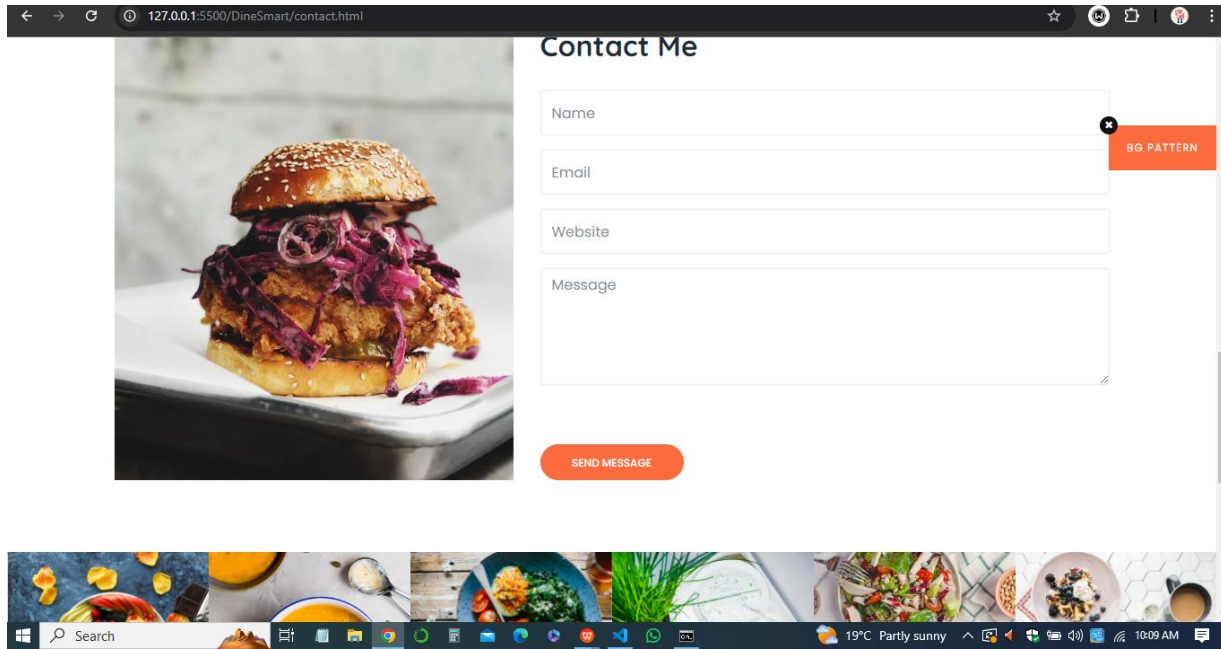 127.0.0.1:5500/DineSmart/contact.html
Contact Me
Name
BG PATTERN
Email
Website
Message
SEND MESSAGE
Search
19°C Partly sunny
10:09 AM